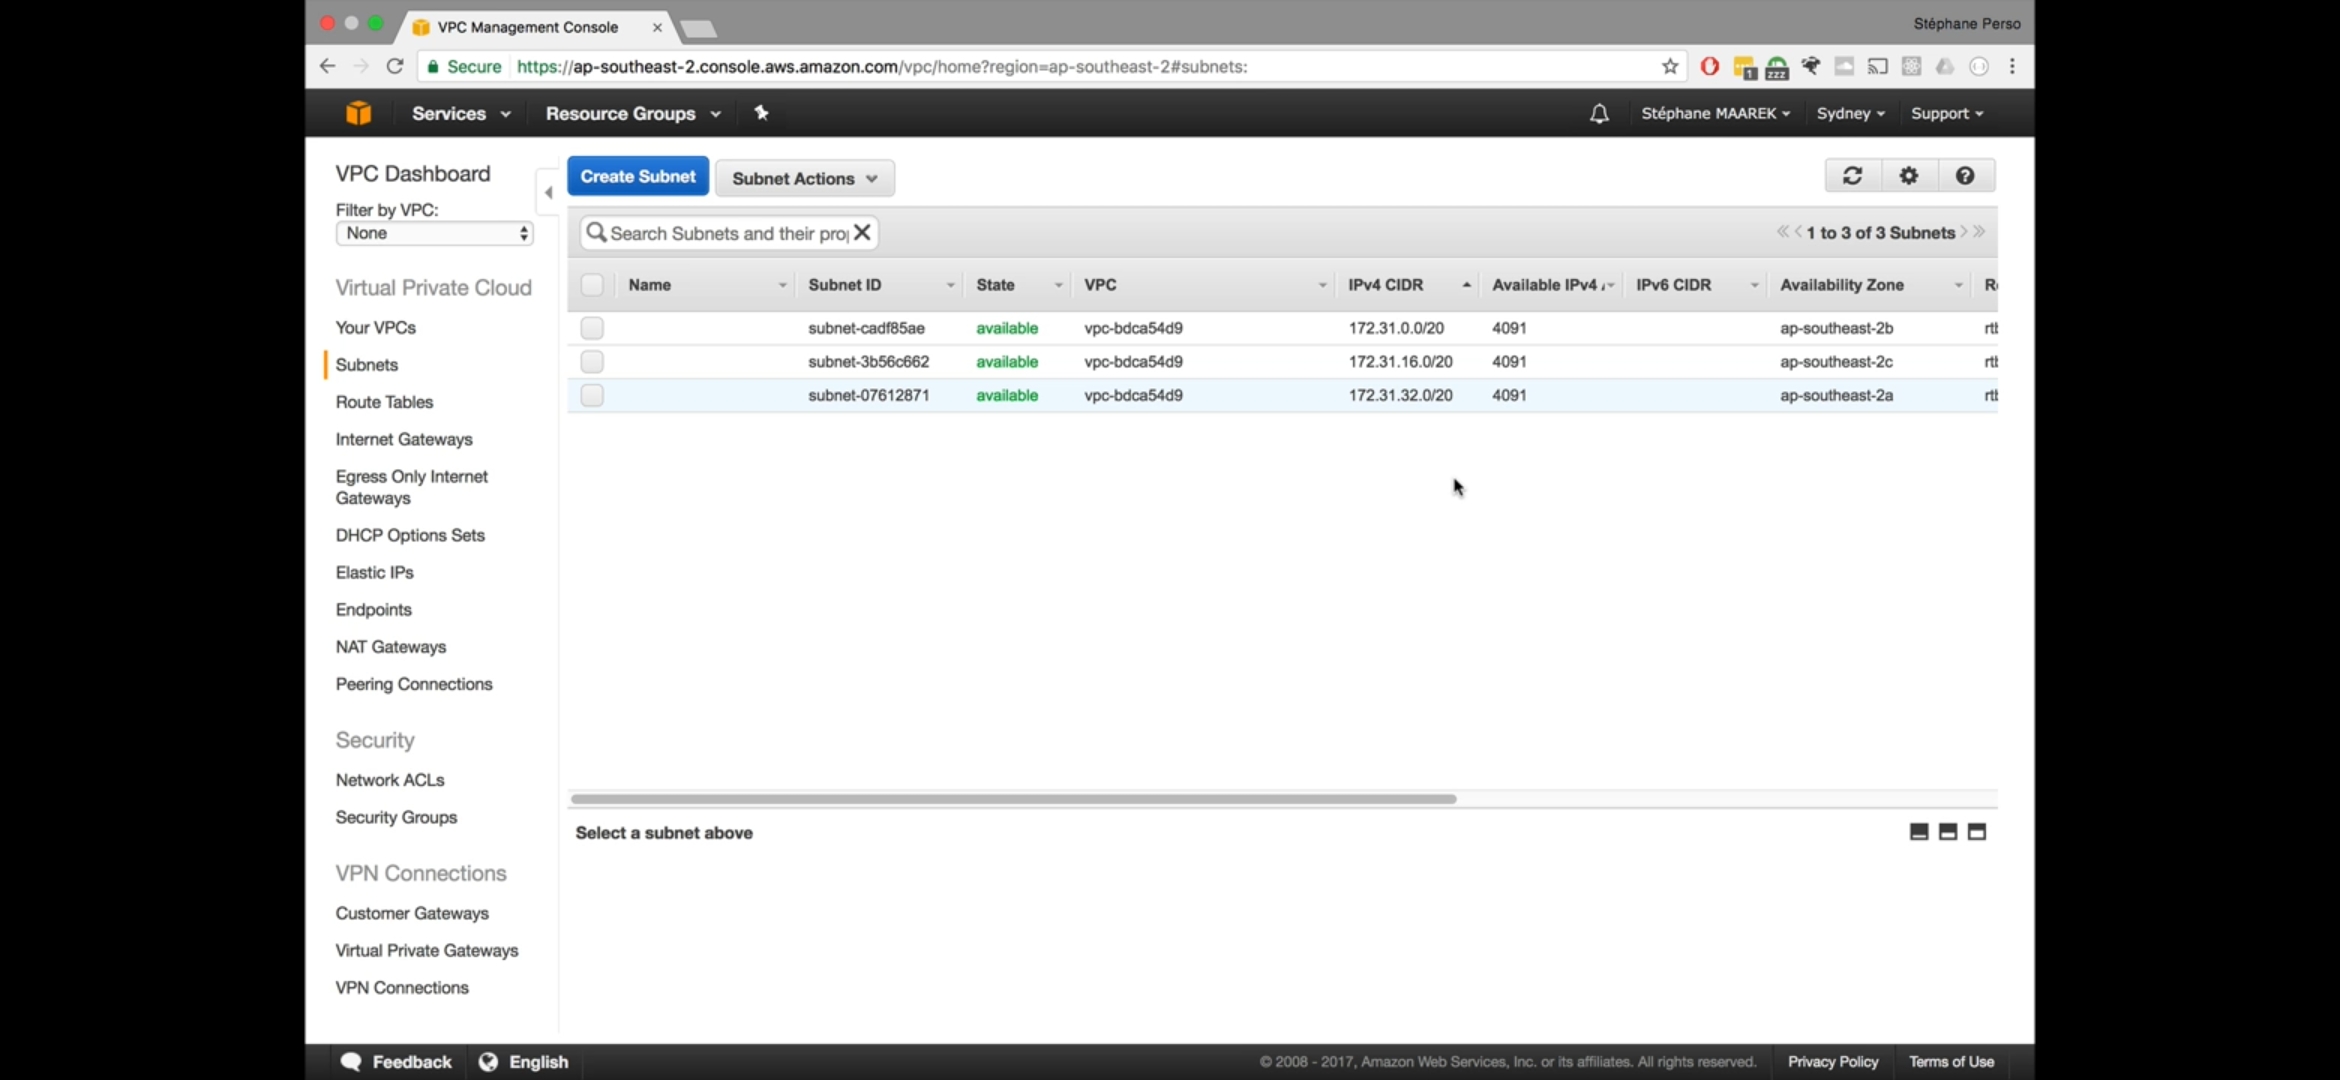 VPC Management Console
Stéphane Perso
Secure https://ap-southeast-2.console.aws.amazon.com/vpc/home?region=ap-southeast-2#subnets:
1
zzz
Services Resource Groups Stéphane MAAREK Sydney Support
VPC Dashboard
Filter by VPC:
None
Virtual Private Cloud
Your VPCs
Subnets
Route Tables
Internet Gateways
Egress Only Internet
Gateways
DHCP Options Sets
Elastic IPs
Endpoints
NAT Gateways
Peering Connections
Security
Network ACLs
Security Groups
VPN Connections
Customer Gateways
Virtual Private Gateways
VPN Connections
Create Subnet Subnet Actions
Search Subnets and their pro
1 to 3 of 3 Subnets
Name Subnet ID State VPC IPv4 CIDR Available IPv4 IPv6 CIDR Availability Zone
subnet-cadf85ae available vpc-bdca54d9 172.31.0.0/20 4091 ap-southeast-2b
subnet-3b56c662 available vpc-bdca54d9 172.31.16.0/20 4091 ap-southeast-2c
subnet-07612871 available vpc-bdca54d9 172.31.32.0/20 4091 ap-southeast-2a
Select a subnet above
Feedback English
© 2008 - 2017, Amazon Web Services, Inc. or its affiliates. All rights reserved. Privacy Policy Terms of Use